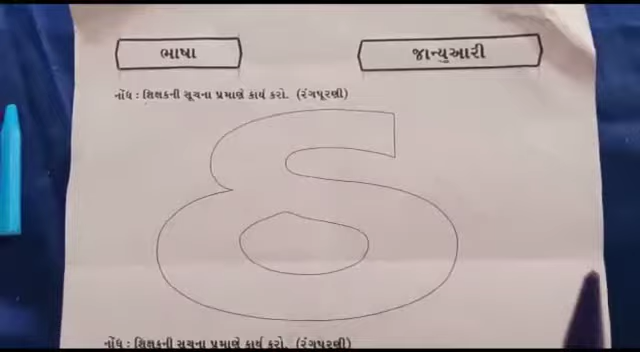 ભાષા
જાન્યુઆરી
નોંધ : શિક્ષકની સૂચના પ્રમાણે કાર્ય કરો. (રંગપૂરણી)
ઠ
નોંધ : શિક્ષકની સૂચના પ્રમાણે કાર્ય કરો. (રંગપૂરણી)